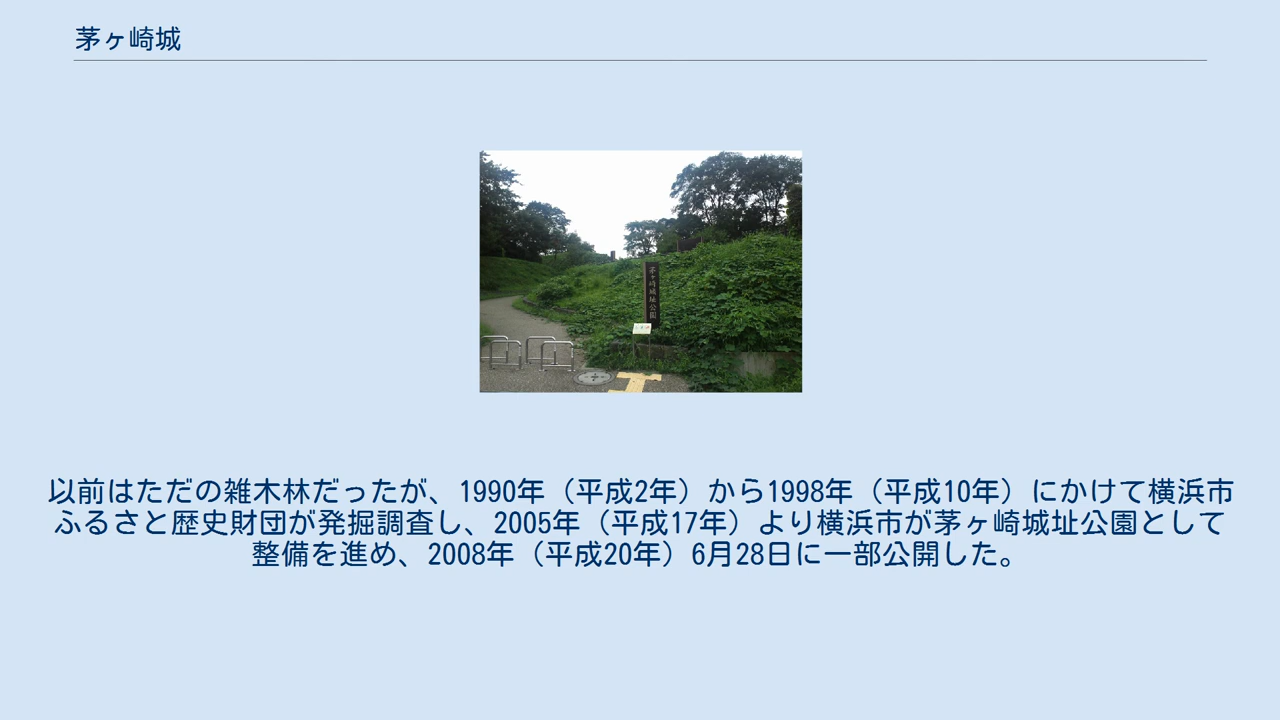 茅ヶ崎城
茅ヶ崎城址公園
以前はただの雑木林だったが、1990年（平成2年）から1998年（平成10年）にかけて横浜市
ふるさと歴史財団が発掘調査し、2005年（平成17年）より横浜市が茅ヶ崎城址公園として
整備を進め、2008年（平成20年）6月28日に一部公開した。